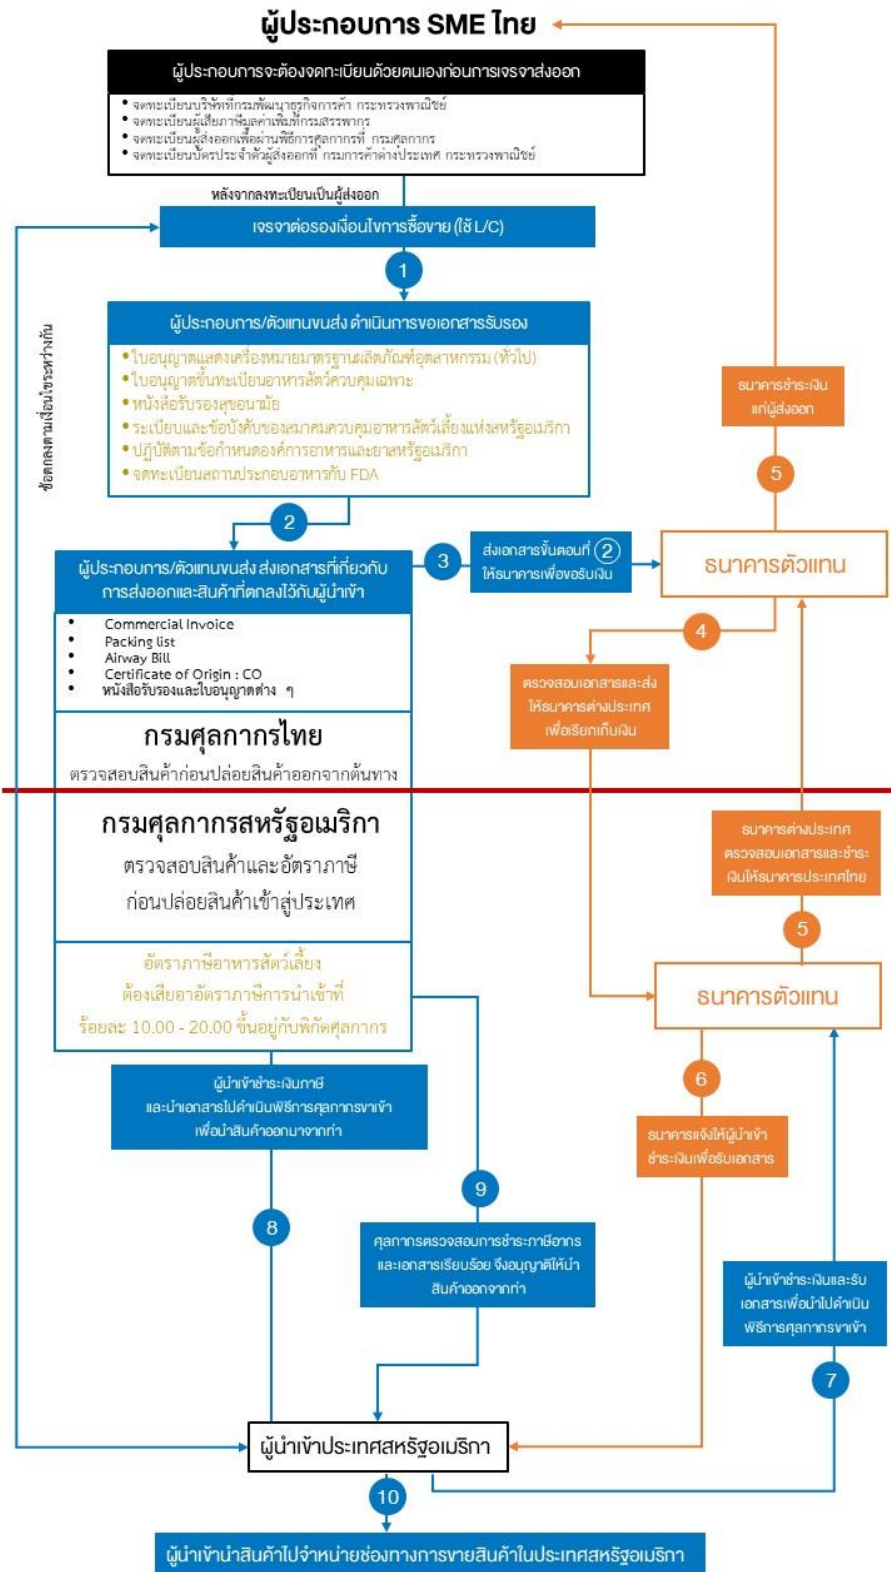 ผู้ประกอบการ SME ไทย
ผู้ประกอบการจะต้องจดทะเบียนด้วยตนเองก่อนการเจรจาส่งออก
• จดทะเบียนบริษัทที่กรมพัฒนาธุรกิจการค้า กระทรวงพาณิชย์
• จดทะเบียนผู้เสียภาษีมูลค่าเพิ่มที่กรมสรรพากร
• จดทะเบียนผู้ส่งออกเพื่อผ่านพิธีการศุลกากรที่ กรมศุลกากร
• จดทะเบียนบัตรประจำตัวผู้ส่งออกที่ กรมการค้าต่างประเทศ กระทรวงพาณิชย์
หลังจากลงทะเบียนเป็นผู้ส่งออก
เจรจาต่อรองเงื่อนไขการซื้อขาย (ใช้ L/C)
1
ข้อตกลงตามเงื่อนไขระหว่างกัน
ผู้ประกอบการ/ตัวแทนขนส่ง ดำเนินการขอเอกสารรับรอง
• ใบอนุญาตแสดงเครื่องหมายมาตรฐานผลิตภัณฑ์อุตสาหกรรม (ทั่วไป)
• ใบอนุญาตขึ้นทะเบียนอาหารสัตว์ควบคุมเฉพาะ
• หนังสือรับรองสุขอนามัย
• ระเบียบและข้อบังคับของสมาคมควบคุมอาหารสัตว์เลี้ยงแห่งสหรัฐอเมริกา
• ปฏิบัติตามข้อกำหนดองค์การอาหารและยาสหรัฐอเมริกา
• จดทะเบียนสถานประกอบอาหารกับ FDA
ธนาคารชำระเงิน
แก่ผู้ส่งออก
5
2
ผู้ประกอบการ/ตัวแทนขนส่ง ส่งเอกสารที่เกี่ยวกับ
การส่งออกและสินค้าที่ตกลงไว้กับผู้นำเข้า
3
ส่งเอกสารขั้นตอนที่ 2
ให้ธนาคารเพื่อขอรับเงิน
ธนาคารตัวแทน
• Commercial Invoice
• Packing list
• Airway Bill
• Certificate of Origin : CO
• หนังสือรับรองและใบอนุญาตต่าง ๆ
4
ตรวจสอบเอกสารและส่ง
ให้ธนาคารต่างประเทศ
เพื่อเรียกเก็บเงิน
กรมศุลกากรไทย
ตรวจสอบสินค้าก่อนปล่อยสินค้าออกจากต้นทาง
กรมศุลกากรสหรัฐอเมริกา
ตรวจสอบสินค้าและอัตราภาษี
ก่อนปล่อยสินค้าเข้าสู่ประเทศ
ธนาคารต่างประเทศ
ตรวจสอบเอกสารและชำระ
เงินให้ธนาคารประเทศไทย
5
อัตราภาษีอาหารสัตว์เลี้ยง
ต้องเสียอาอัตราภาษีการนำเข้าที่
ร้อยละ 10.00 - 20.00 ขึ้นอยู่กับพิกัดศุลกากร
ธนาคารตัวแทน
ผู้นำเข้าชำระเงินภาษี
และนำเอกสารไปดำเนินพิธีการศุลกากรขาเข้า
เพื่อนำสินค้าออกมาจากท่า
6
ธนาคารแจ้งให้ผู้นำเข้า
ชำระเงินเพื่อรับเอกสาร
9
8
ศุลกากรตรวจสอบการชำระภาษีอากร
และเอกสารเรียบร้อย จึงอนุญาติให้นำ
สินค้าออกจากท่า
ผู้นำเข้าชำระเงินและรับ
เอกสารเพื่อนำไปดำเนิน
พิธีการศุลกากรขาเข้า
7
ผู้นำเข้าประเทศสหรัฐอเมริกา
10
ผู้นำเข้านำสินค้าไปจำหน่ายช่องทางการขายสินค้าในประเทศสหรัฐอเมริกา